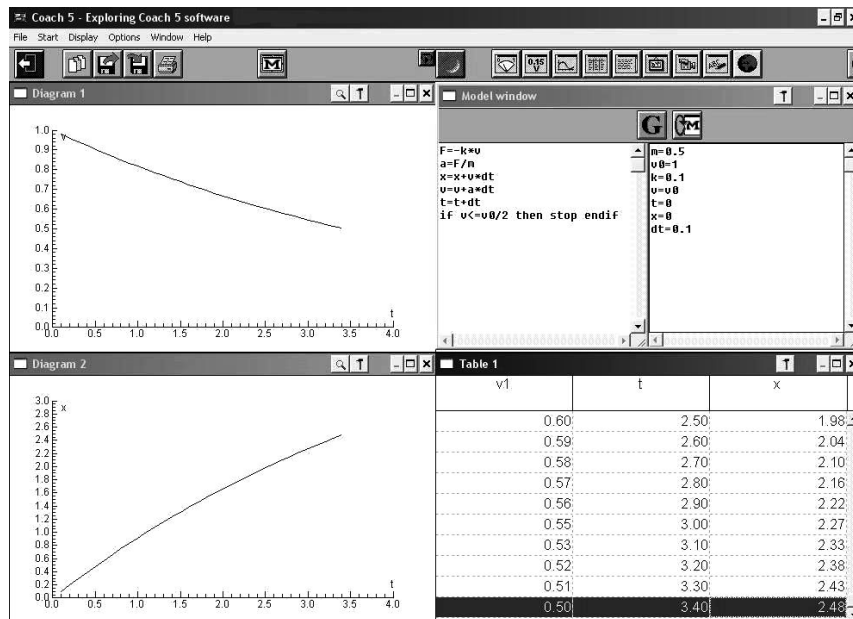 Coach 5 - Exploring Coach 5 software
File Start Display Options Window Help
0.15
V
M
Diagram 1
v
1.0
0.9
0.8
0.7
0.6
0.5
0.4
0.3
0.2
0.1
0.0
t
0.0 0.5 1.0 1.5 2.0 2.5 3.0 3.5 4.0
Model window
G M
F=-k*v
a=F/m
x=x+v*dt
v=v+a*dt
t=t+dt
if v<=v0/2 then stop endif
m=0.5
v0=1
k=0.1
v=v0
t=0
x=0
dt=0.1
Diagram 2
x
3.0
2.8
2.6
2.4
2.2
2.0
1.8
1.6
1.4
1.2
1.0
0.8
0.6
0.4
0.2
0.0
t
0.0 0.5 1.0 1.5 2.0 2.5 3.0 3.5 4.0
Table 1
v1 t x
0.60 2.50 1.98
0.59 2.60 2.04
0.58 2.70 2.10
0.57 2.80 2.16
0.56 2.90 2.22
0.55 3.00 2.27
0.53 3.10 2.33
0.52 3.20 2.38
0.51 3.30 2.43
0.50 3.40 2.48